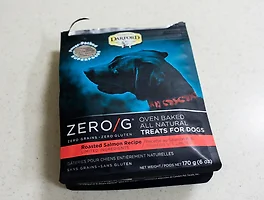 DARFORD
ZERO/G
ZERO GRAINS • ZERO GLUTEN
OVEN BAKED
ALL NATURAL
TREATS FOR DOGS
Roasted Salmon Recipe
GÂTERIES POUR CHIENS ENTIÈREMENT NATURELLES
SANS GRAINS • SANS GLUTEN
NET WEIGHT / POIDS NET 170 g (6 oz)